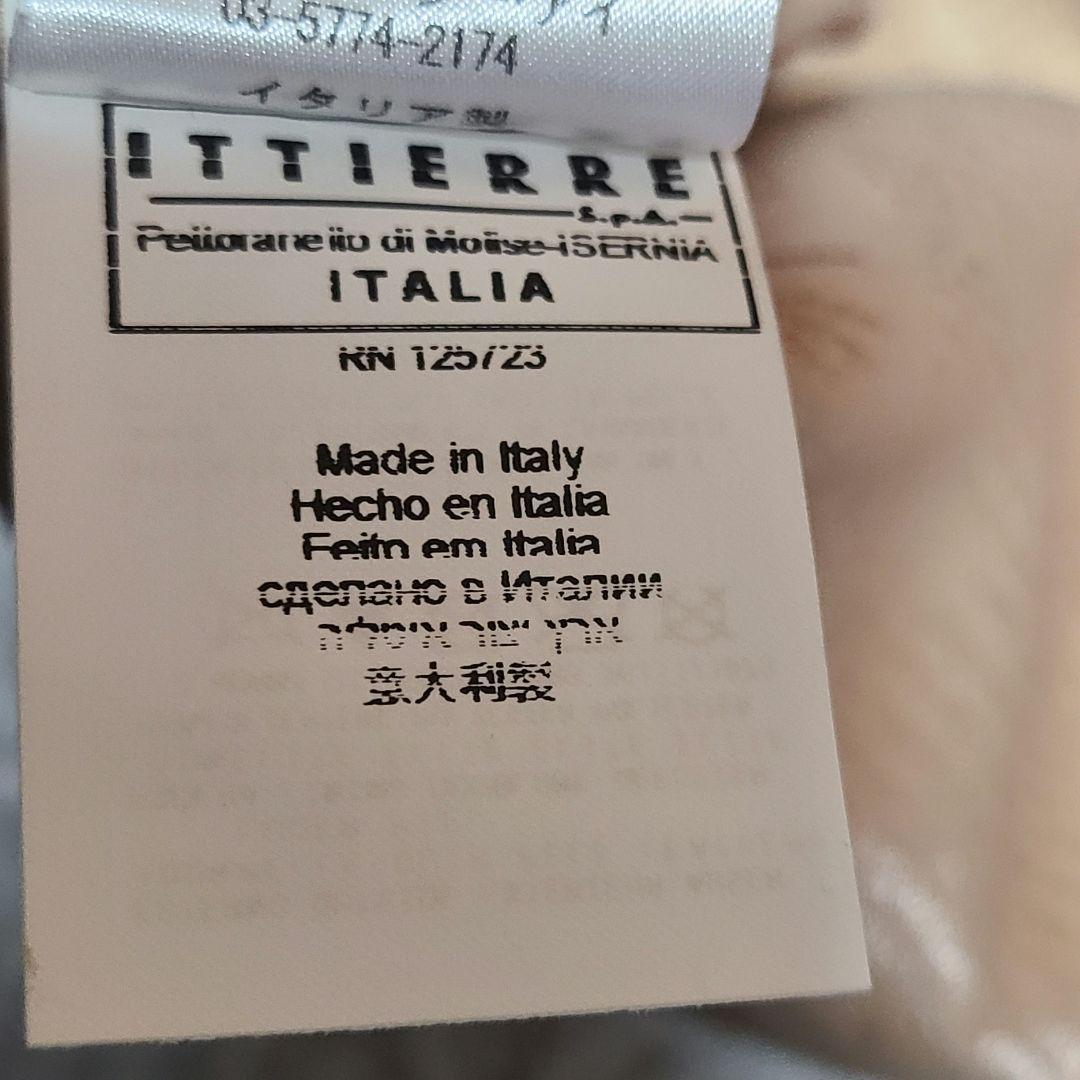 03-5774-2174
イタリア製
ITTIERRE
S.p.A.
Pettoranello di Molise-ISERNIA
ITALIA
RN 125723
Made in Italy
Hecho en Italia
Feito em Italia
сделано в Италии
意大利製